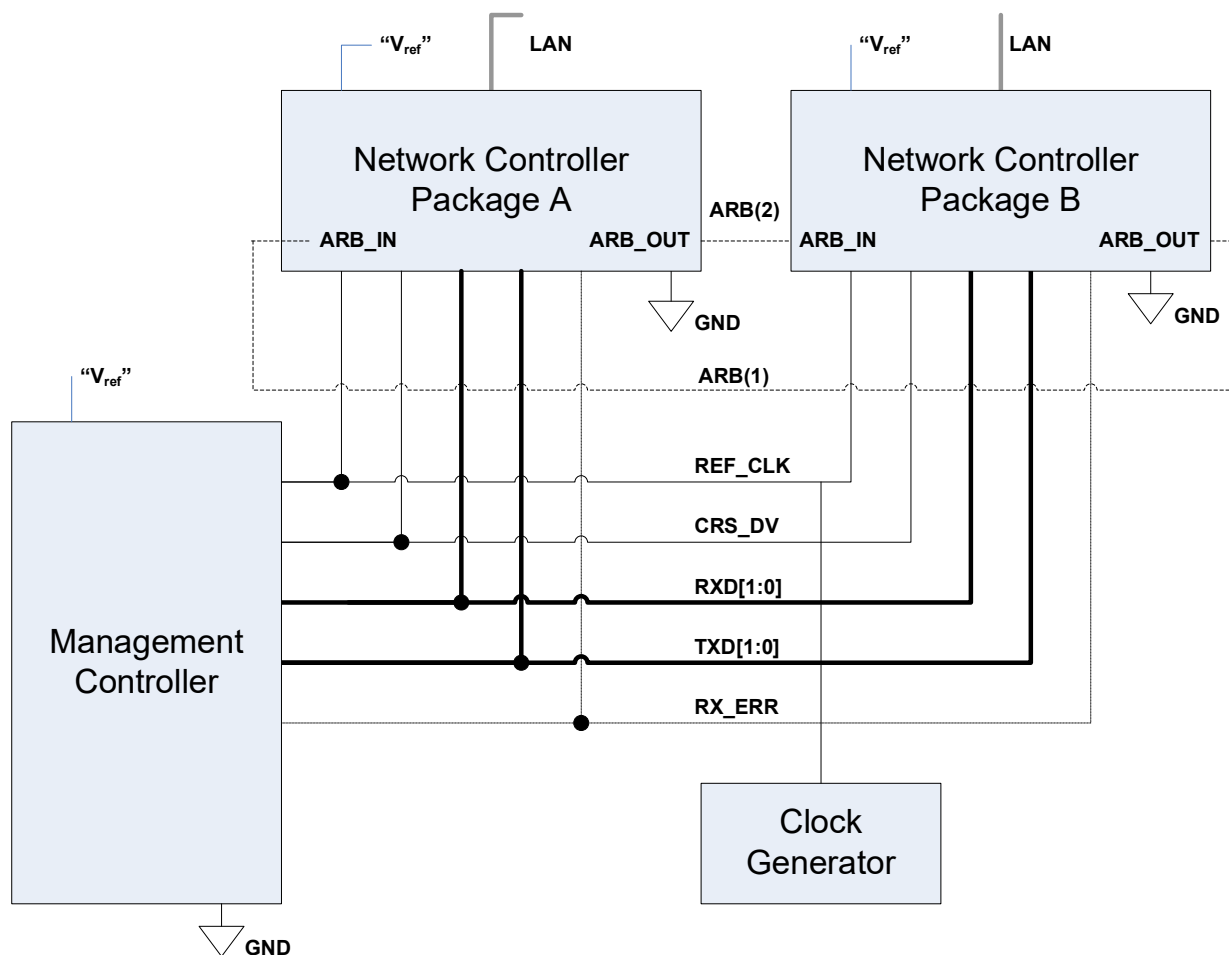 “Vref”
LAN
“Vref”
LAN
Network Controller
Package A
Network Controller
Package B
ARB(2)
ARB_IN
ARB_OUT
ARB_IN
ARB_OUT
GND
GND
ARB(1)
“Vref”
REF_CLK
CRS_DV
RXD[1:0]
TXD[1:0]
Management
Controller
RX_ERR
Clock
Generator
GND